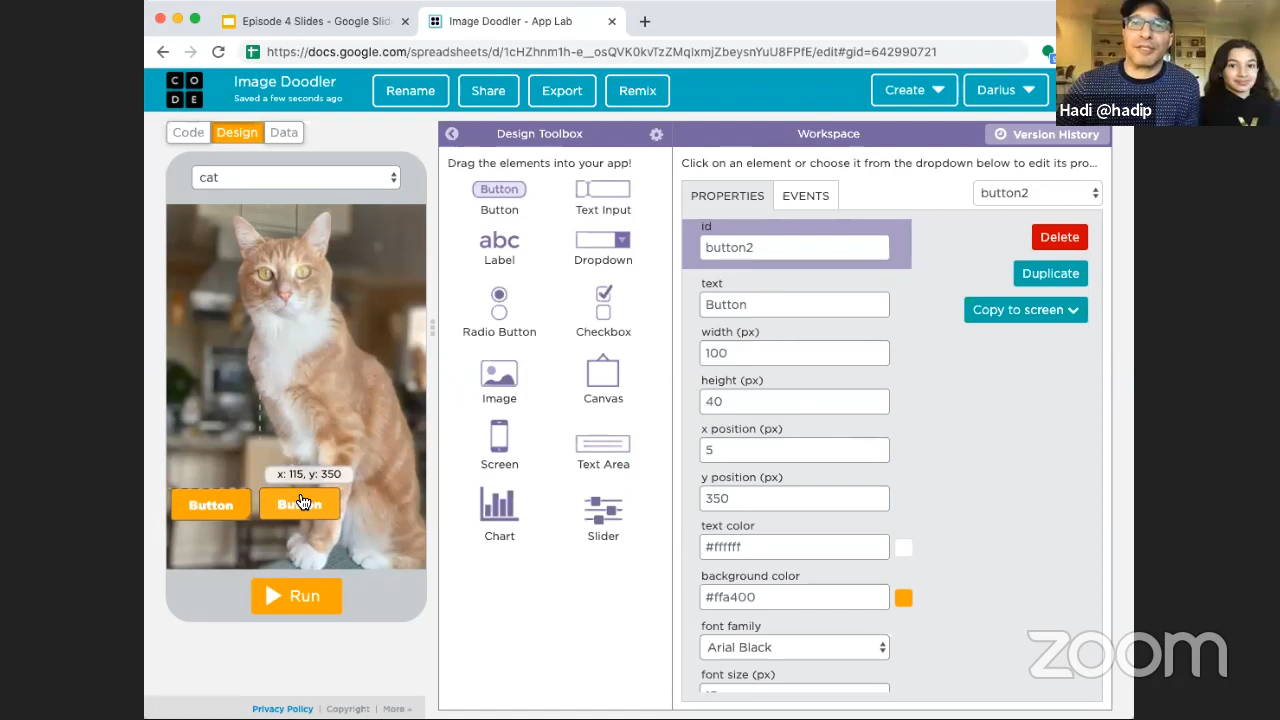 Episode 4 Slides - Google Slid
Image Doodler - App Lab
https://docs.google.com/spreadsheets/d/1cHZhnm1h-e__osQVK0kvTzZMqIxmjZbeysnYuU8FPfE/edit#gid=642990721
Hadi @hadip
C O
D E
Image Doodler
Saved a few seconds ago
Rename
Share
Export
Remix
Create
Darius
Code
Design
Data
Design Toolbox
Workspace
Version History
cat
Drag the elements into your app!
Click on an element or choose it from the dropdown below to edit its pro...
Button
Button
Text Input
abc
Label
Dropdown
Radio Button
Checkbox
Image
Canvas
Screen
Text Area
Chart
Slider
PROPERTIES
EVENTS
button2
id
button2
Delete
Duplicate
Copy to screen
text
Button
width (px)
100
height (px)
40
x position (px)
5
y position (px)
350
text color
#ffffff
background color
#ffa400
font family
Arial Black
font size (px)
x: 115, y: 350
Button
Button
Run
zoom
Privacy Policy | Copyright | More